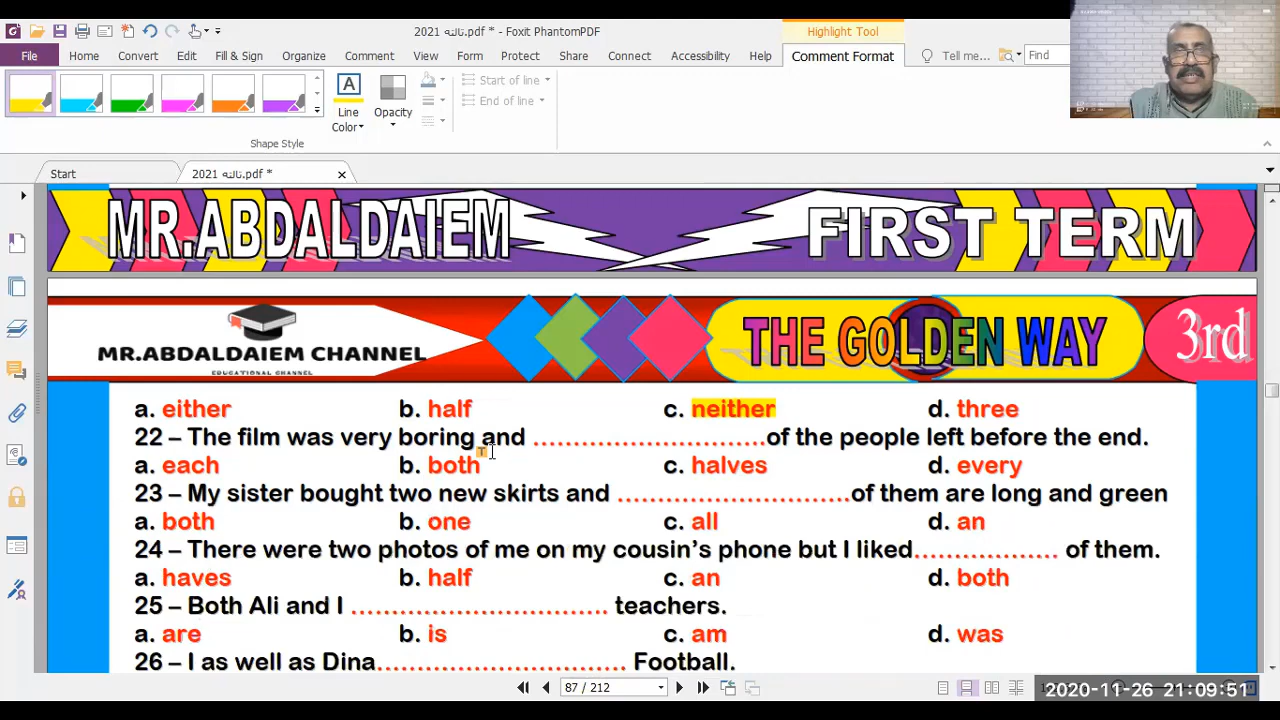 2021 ثالثة.pdf * - Foxit PhantomPDF
Highlight Tool
File Home Comment View Form Protect Share Connect Accessibility Help Comment Format Tell me... Find
Convert Edit Fill & Sign Organize
Line Color
Opacity
Start of line
End of line
Shape Style
Start
2021 ثالثة.pdf *
MR.ABDALDAIEM FIRST TERM
MR.ABDALDAIEM CHANNEL
EDUCATIONAL CHANNEL
THE GOLDEN WAY
3rd
a. either b. half c. neither d. three
22 – The film was very boring and ………………………of the people left before the end.
a. each b. both c. halves d. every
23 – My sister bought two new skirts and ………………………of them are long and green
a. both b. one c. all d. an
24 – There were two photos of me on my cousin's phone but I liked……………… of them.
a. haves b. half c. an d. both
25 – Both Ali and I ……………………… teachers.
a. are b. is c. am d. was
26 – I as well as Dina……………………… Football.
87 / 212
2020-11-26 21:09:51